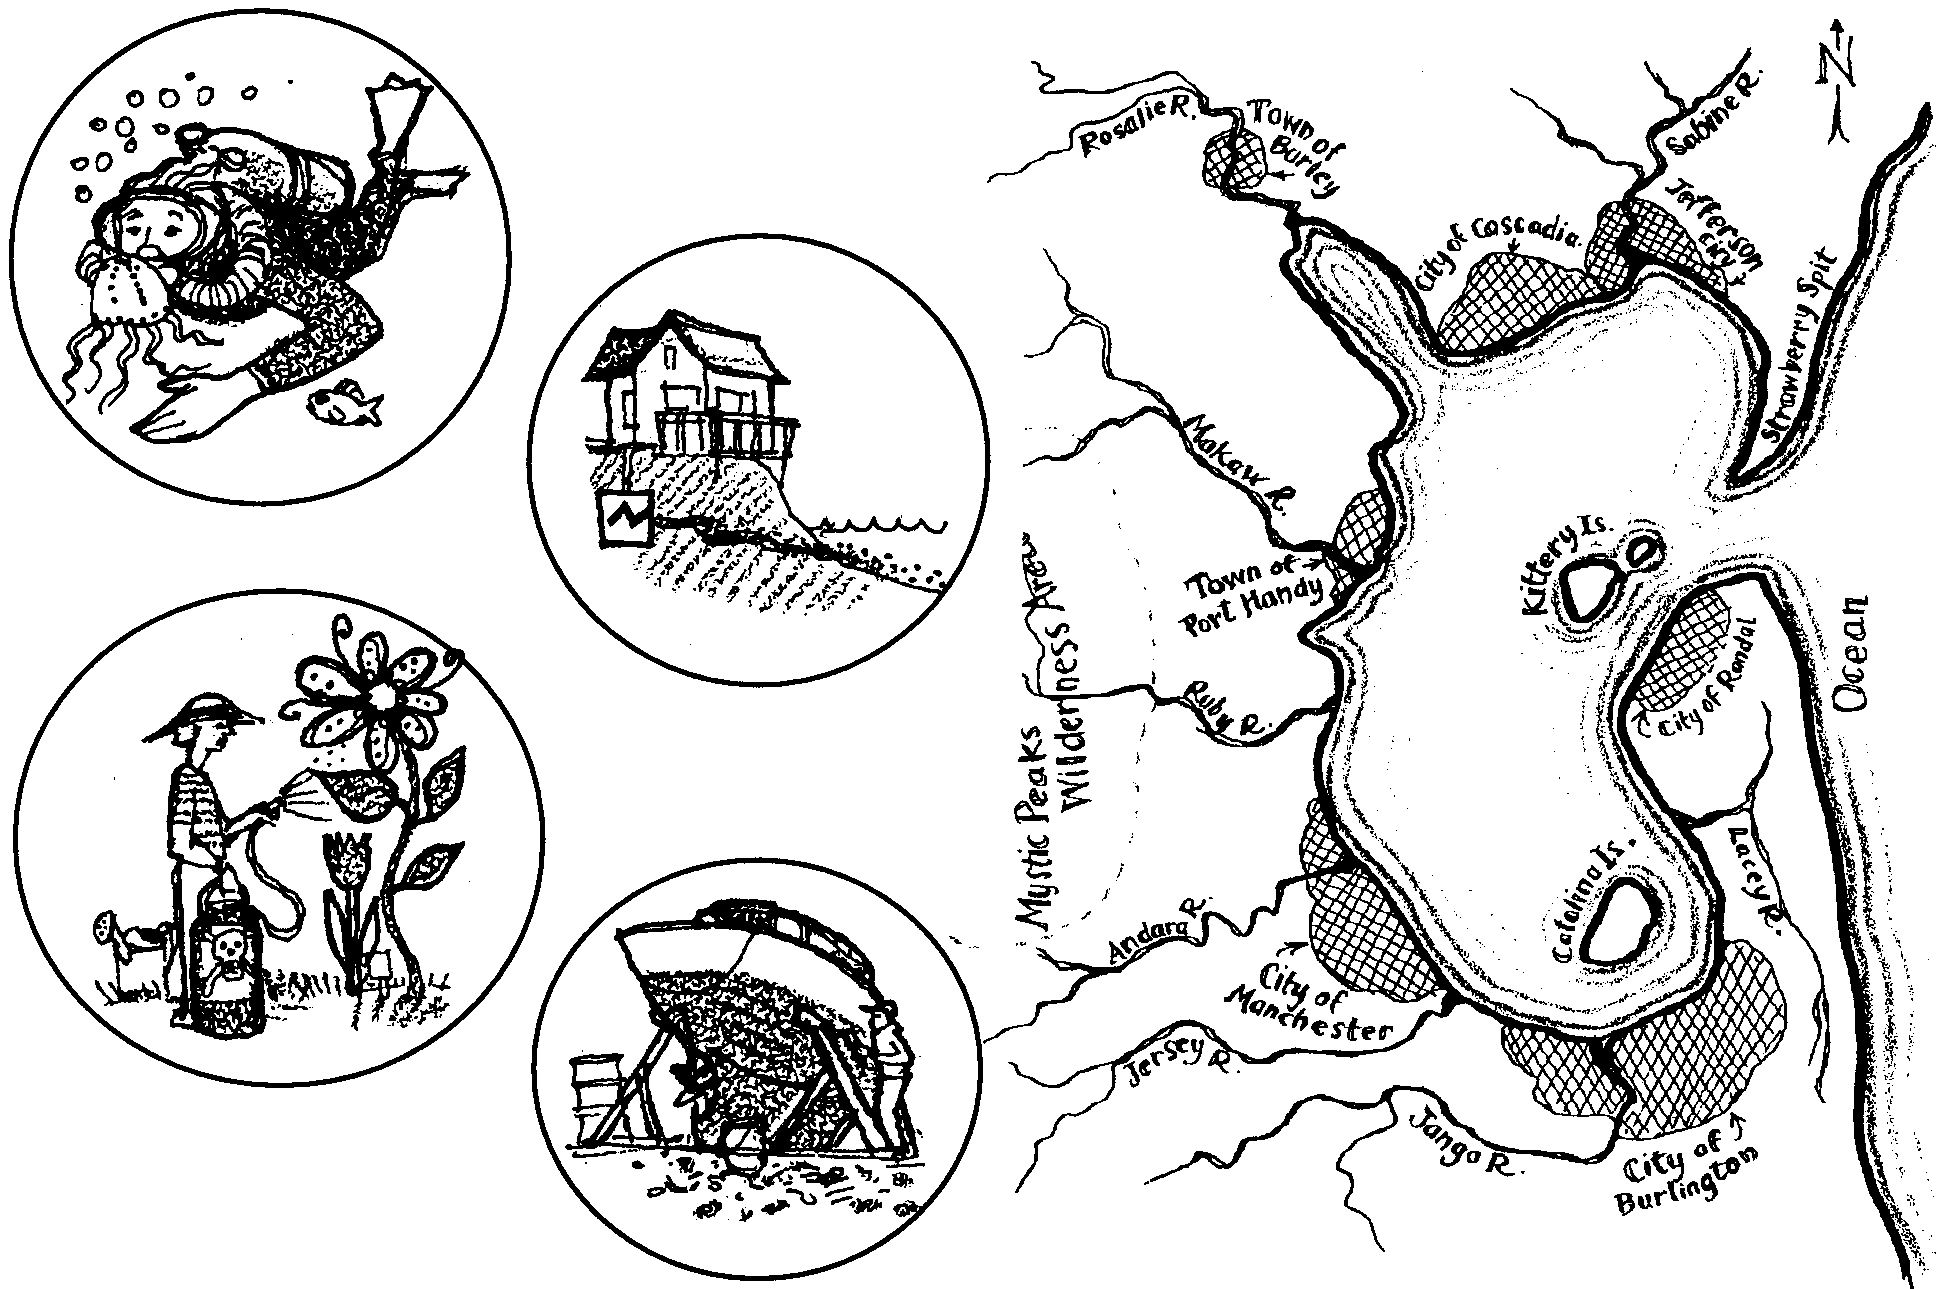 N
Rosalie R.
Town of
Burley
Sabine R.
Jefferson
City
City of Cascadia
Strawberry Spit
Makaw R.
Kittery Is.
Town of
Port Handy
Ocean
City of Randal
Mystic Peaks
Wilderness Area
Ruby R.
Lacey R.
Catalina Is.
Andara R.
City of
Manchester
Jersey R.
Janga R.
City of
Burlington